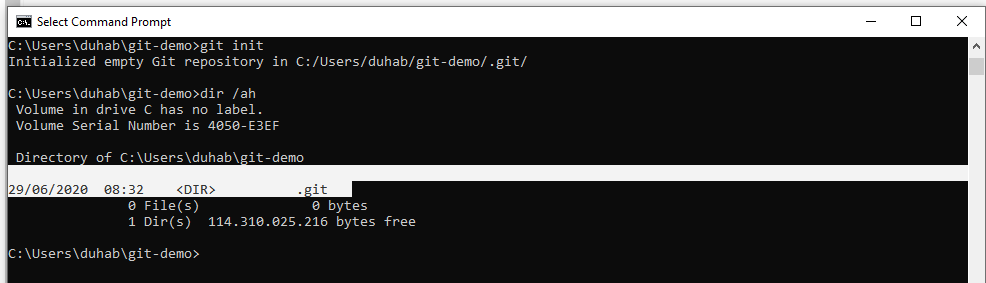 Select Command Prompt
C:\Users\duhab\git-demo>git init
Initialized empty Git repository in C:/Users/duhab/git-demo/.git/
C:\Users\duhab\git-demo>dir /ah
Volume in drive C has no label.
Volume Serial Number is 4050-E3EF
Directory of C:\Users\duhab\git-demo
29/06/2020  08:32    <DIR>          .git
0 File(s)              0 bytes
1 Dir(s)  114.310.025.216 bytes free
C:\Users\duhab\git-demo>